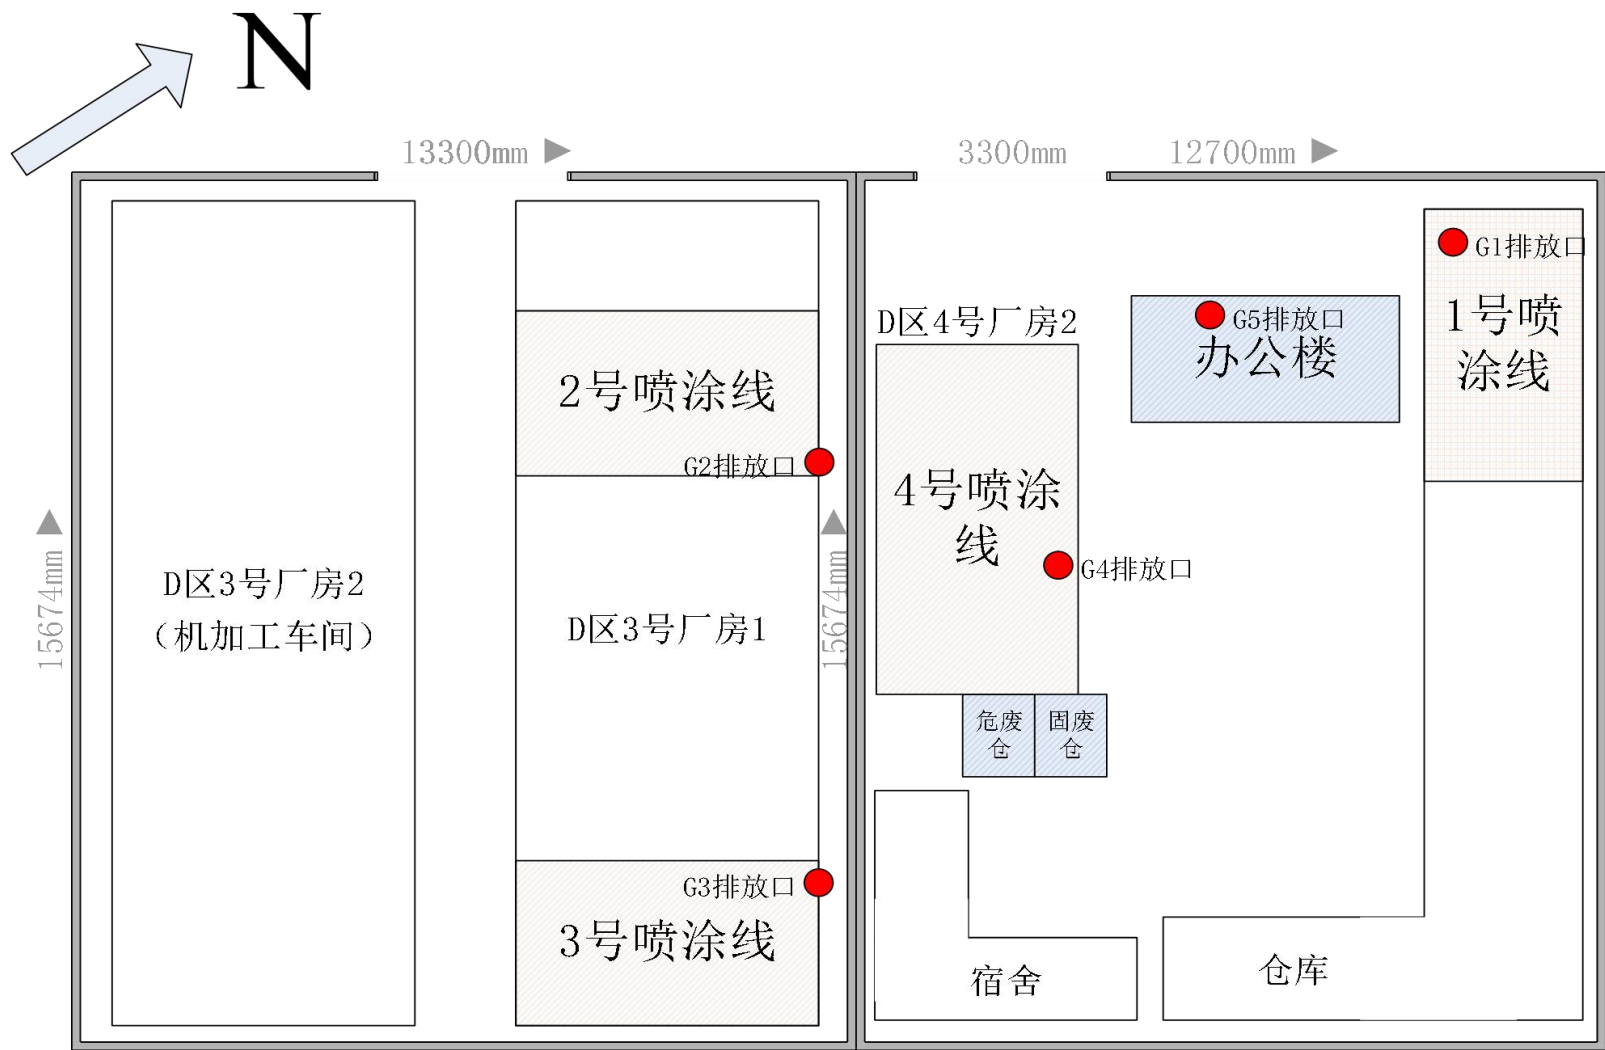 N
13300mm
3300mm
12700mm
G1排放口
1号喷
涂线
D区4号厂房2
G5排放口
办公楼
2号喷涂线
G2排放口
4号喷涂
线
G4排放口
15674mm
D区3号厂房2
（机加工车间）
D区3号厂房1
15674mm
危废
仓
固废
仓
G3排放口
3号喷涂线
宿舍
仓库